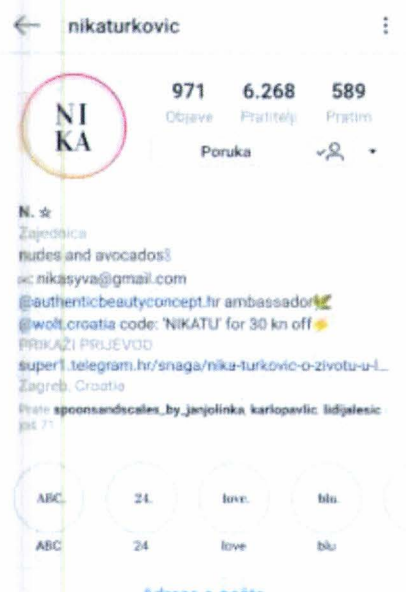 nikaturkovic
NI
KA
971 6.268 589
Objave Pratitelji Pratim
Poruka
N. ☆
Zajednica
nudes and avocados
nikasyva@gmail.com
@authenticbeautyconcept.hr ambassador🌿
@wolt.croatia code: 'NIKATU' for 30 kn off⚡
PRIKAŽI PRIJEVOD
super1.telegram.hr/snaga/nika-turkovic-o-zivotu-u-l...
Zagreb, Croatia
Prate spoonsandscales_by_janjolinka, karlopavlic, lidijalesic
još 71
ABC. 24. love. blu.
ABC 24 love blu